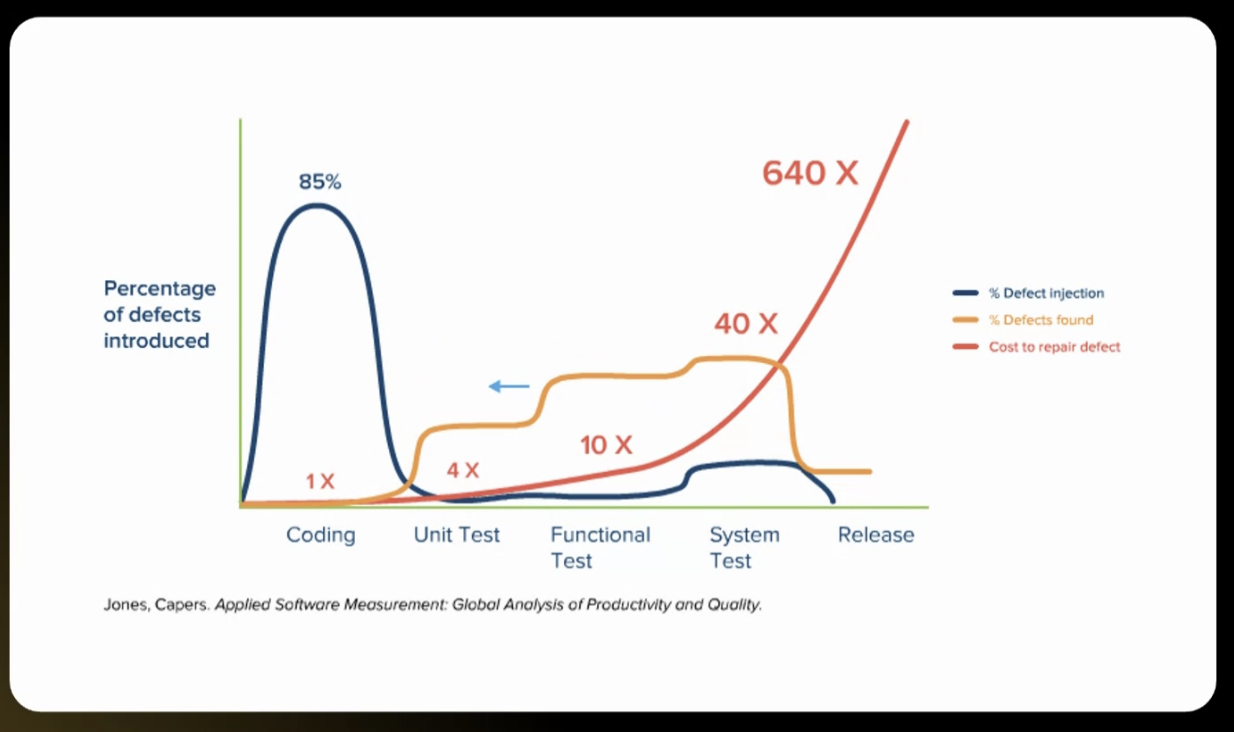 85%
640 X
Percentage
of defects
introduced
% Defect injection
% Defects found
Cost to repair defect
40 X
10 X
4 X
1 X
Coding
Unit Test
Functional
Test
System
Test
Release
Jones, Capers. Applied Software Measurement: Global Analysis of Productivity and Quality.